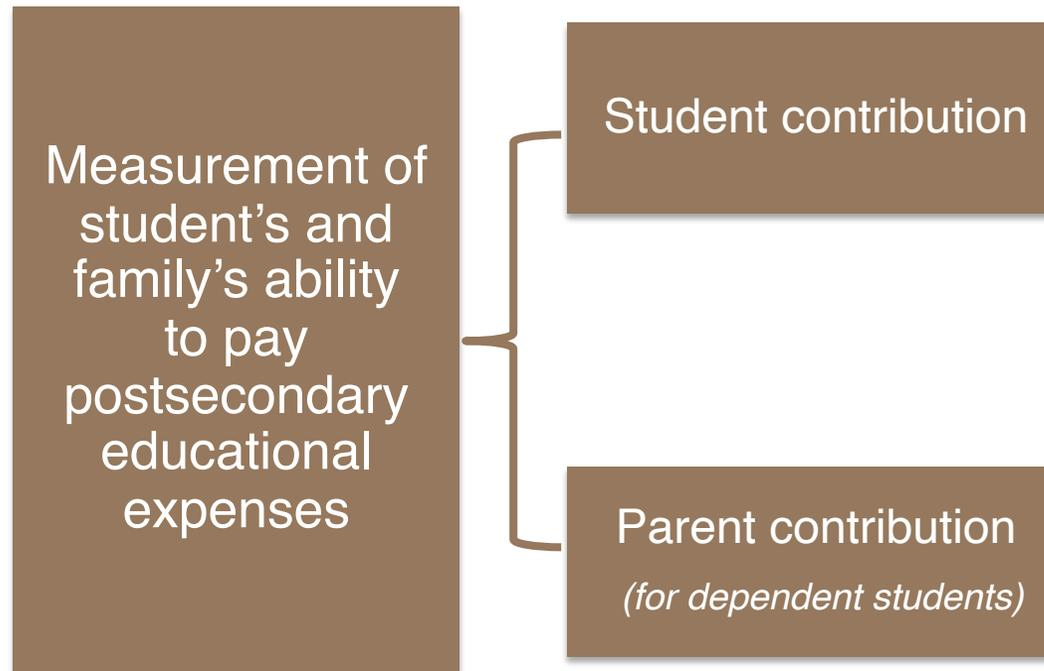 Measurement of
student’s and
family’s ability
to pay
postsecondary
educational
expenses
Student contribution
Parent contribution
(for dependent students)